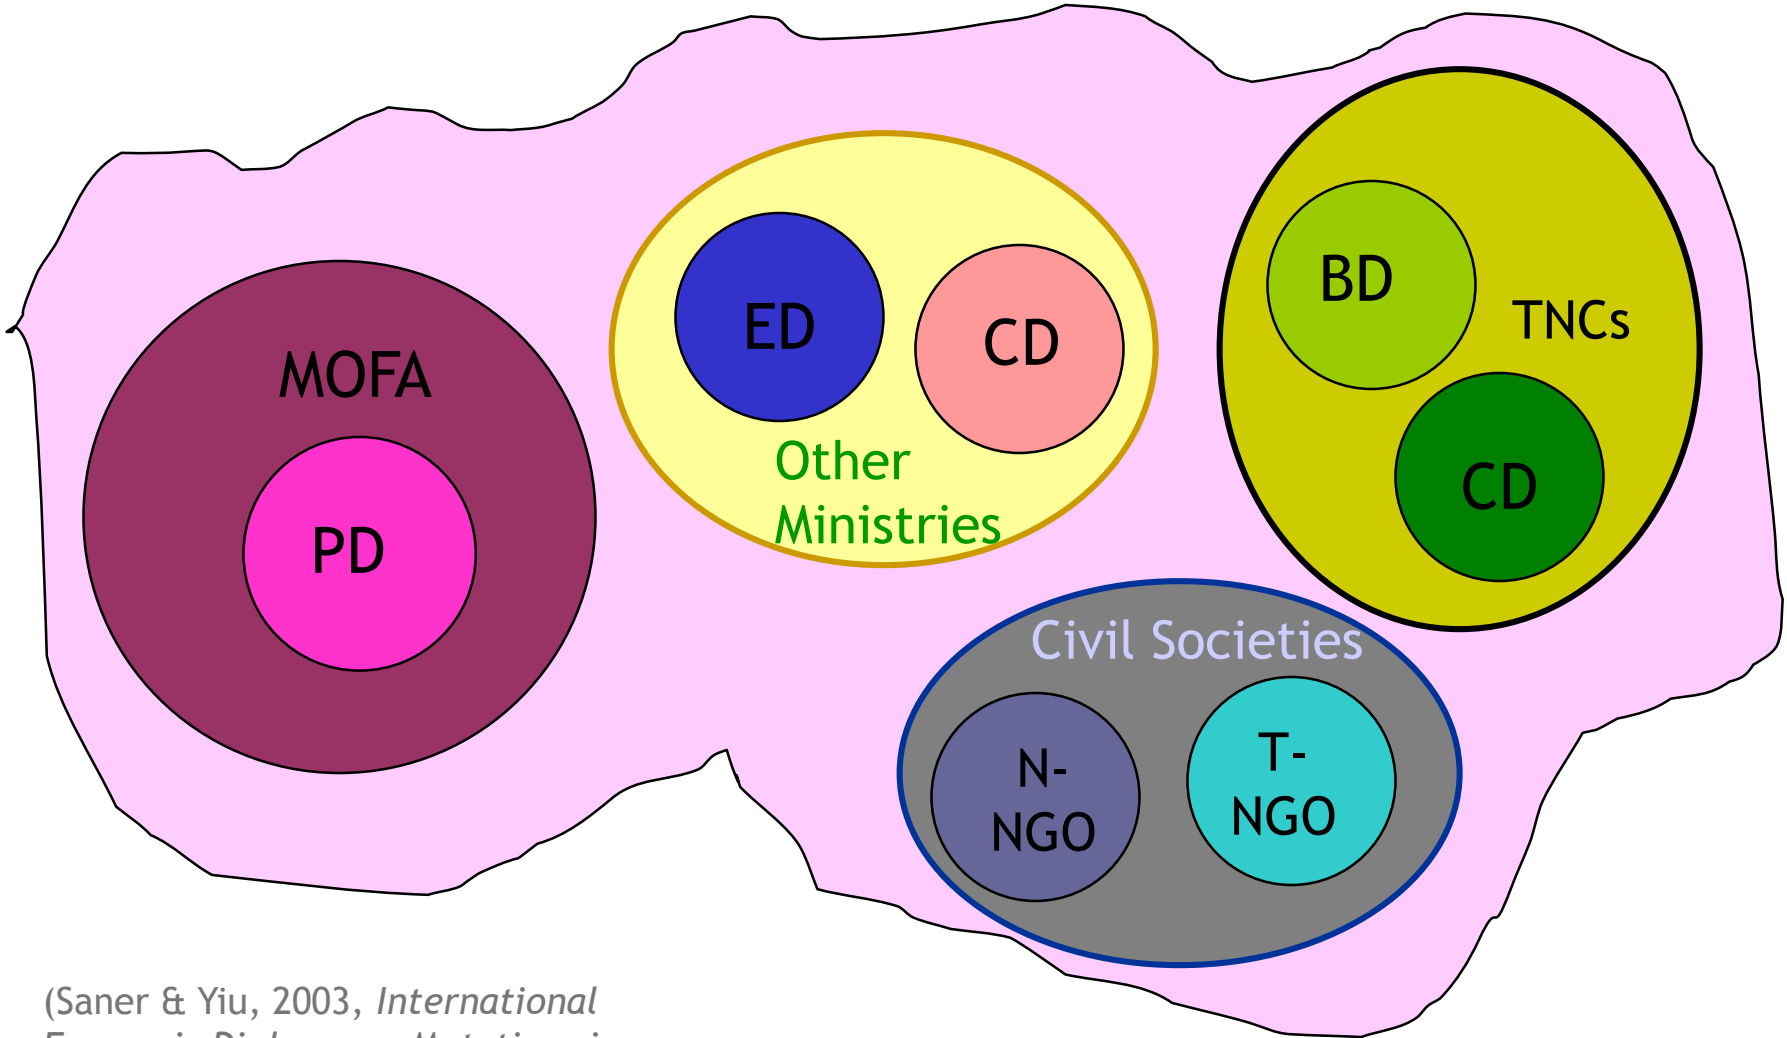 MOFA
PD
ED
CD
Other
Ministries
BD
TNCs
CD
Civil Societies
N-
NGO
T-
NGO
(Saner & Yiu, 2003, International